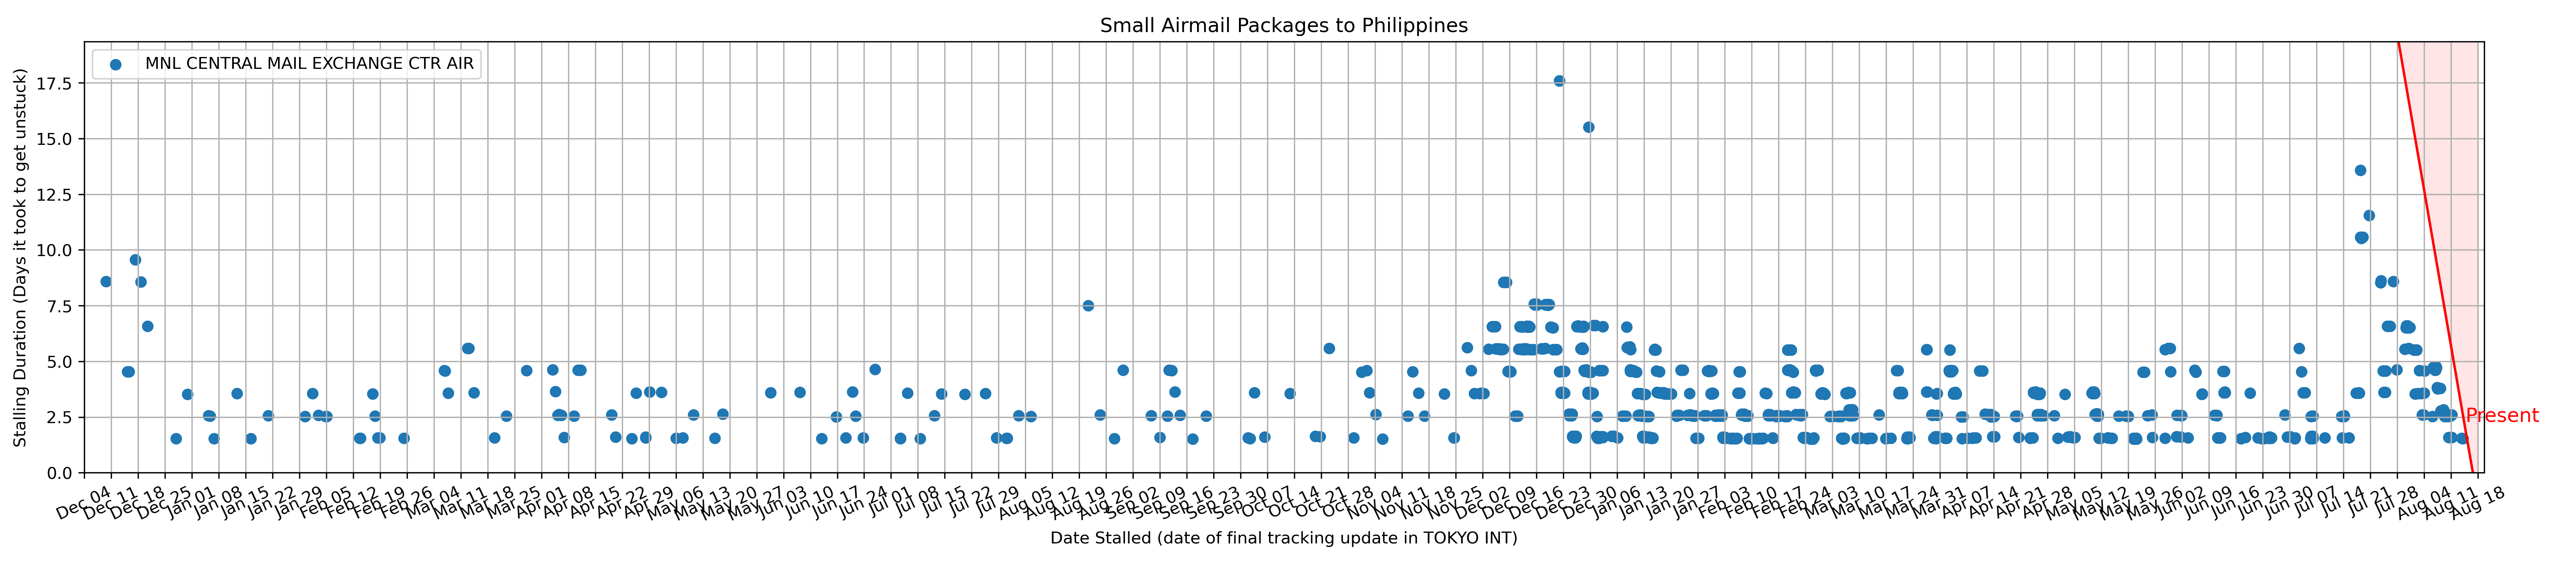 Small Airmail Packages to Philippines
MNL CENTRAL MAIL EXCHANGE CTR AIR
Stalling Duration (Days it took to get unstuck)
17.5
15.0
12.5
10.0
7.5
5.0
2.5
0.0
Present
Dec 04 Dec 11 Dec 18 Dec 25 Jan 01 Jan 08 Jan 15 Jan 22 Jan 29 Feb 05 Feb 12 Feb 19 Feb 26 Mar 04 Mar 11 Mar 18 Mar 25 Apr 01 Apr 08 Apr 15 Apr 22 Apr 29 May 06 May 13 May 20 May 27 Jun 03 Jun 10 Jun 17 Jun 24 Jul 01 Jul 08 Jul 15 Jul 22 Jul 29 Aug 05 Aug 12 Aug 19 Aug 26 Sep 02 Sep 09 Sep 16 Sep 23 Sep 30 Oct 07 Oct 14 Oct 21 Oct 28 Nov 04 Nov 11 Nov 18 Nov 25 Dec 02 Dec 09 Dec 16 Dec 23 Dec 30 Jan 06 Jan 13 Jan 20 Jan 27 Feb 03 Feb 10 Feb 17 Feb 24 Mar 03 Mar 10 Mar 17 Mar 24 Mar 31 Apr 07 Apr 14 Apr 21 Apr 28 May 05 May 12 May 19 May 26 Jun 02 Jun 09 Jun 16 Jun 23 Jun 30 Jul 07 Jul 14 Jul 21 Jul 28 Aug 04 Aug 11 Aug 18
Date Stalled (date of final tracking update in TOKYO INT)